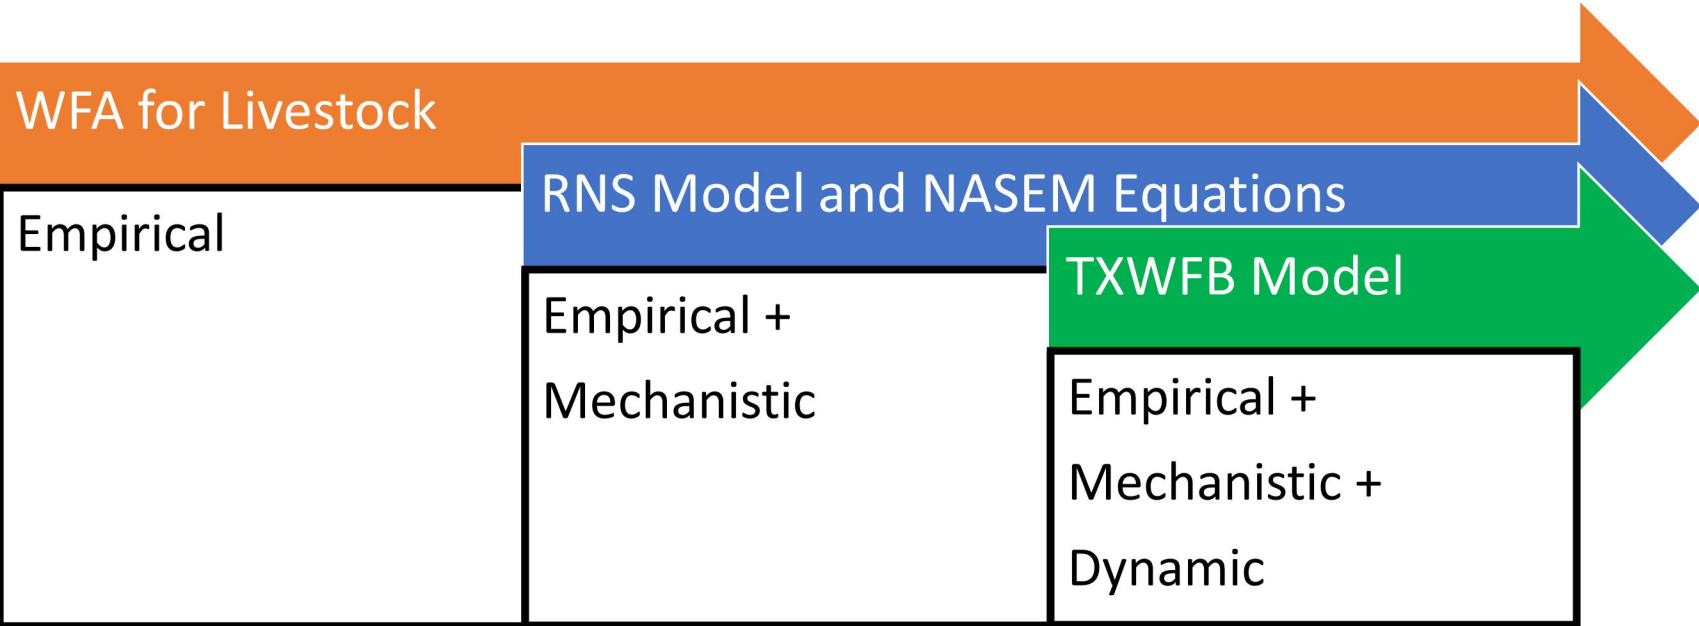 WFA for Livestock
Empirical
RNS Model and NASEM Equations
Empirical +
Mechanistic
TXWFB Model
Empirical +
Mechanistic +
Dynamic